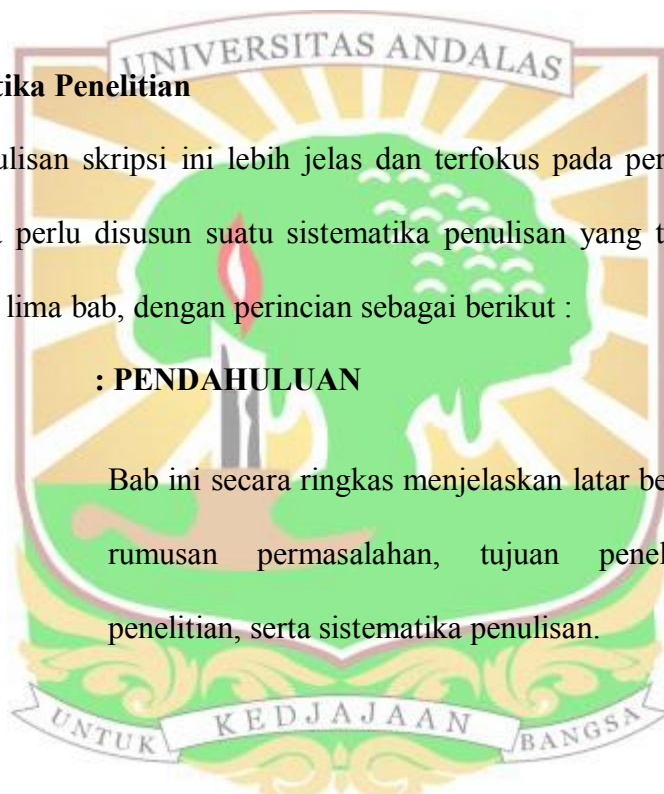 UNIVERSITAS ANDALAS
tika Penelitian
ulisan skripsi ini lebih jelas dan terfokus pada per
perlu disusun suatu sistematika penulisan yang t
lima bab, dengan perincian sebagai berikut :
: PENDAHULUAN
Bab ini secara ringkas menjelaskan latar be
rumusan permasalahan, tujuan penel
penelitian, serta sistematika penulisan.
UNTUK KEDJAJAAN BANGSA